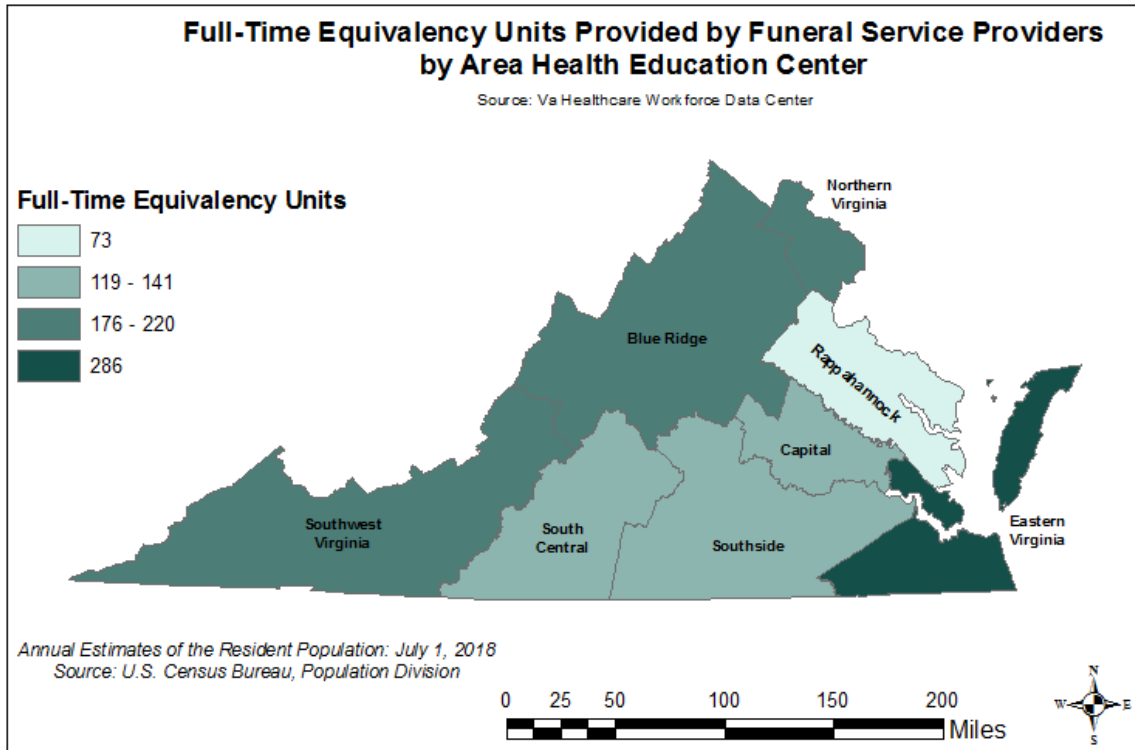 Full-Time Equivalency Units Provided by Funeral Service Providers
by Area Health Education Center
Source: Va Healthcare Workforce Data Center
Full-Time Equivalency Units
73
119 - 141
176 - 220
286
Northern
Virginia
Blue Ridge
Rappahannock
Capital
Southwest
Virginia
South
Central
Southside
Eastern
Virginia
Annual Estimates of the Resident Population: July 1, 2018
Source: U.S. Census Bureau, Population Division
0 25 50 100 150 200
Miles
N
W E
S